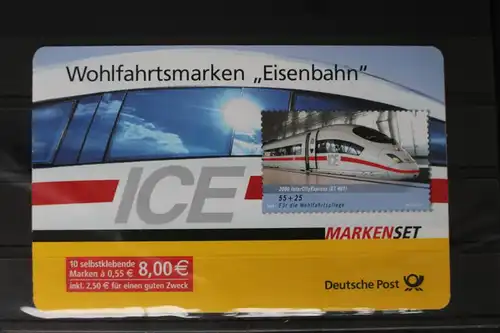 Wohlfahrtsmarken „Eisenbahn"
ICE
ICE
2006 InterCityExpress (ET 403)
55+25
Für die Wohlfahrtspflege
MARKENSET
10 selbstklebende
Marken à 0,55 € 8,00 €
inkl. 2,50 € für einen guten Zweck
Deutsche Post